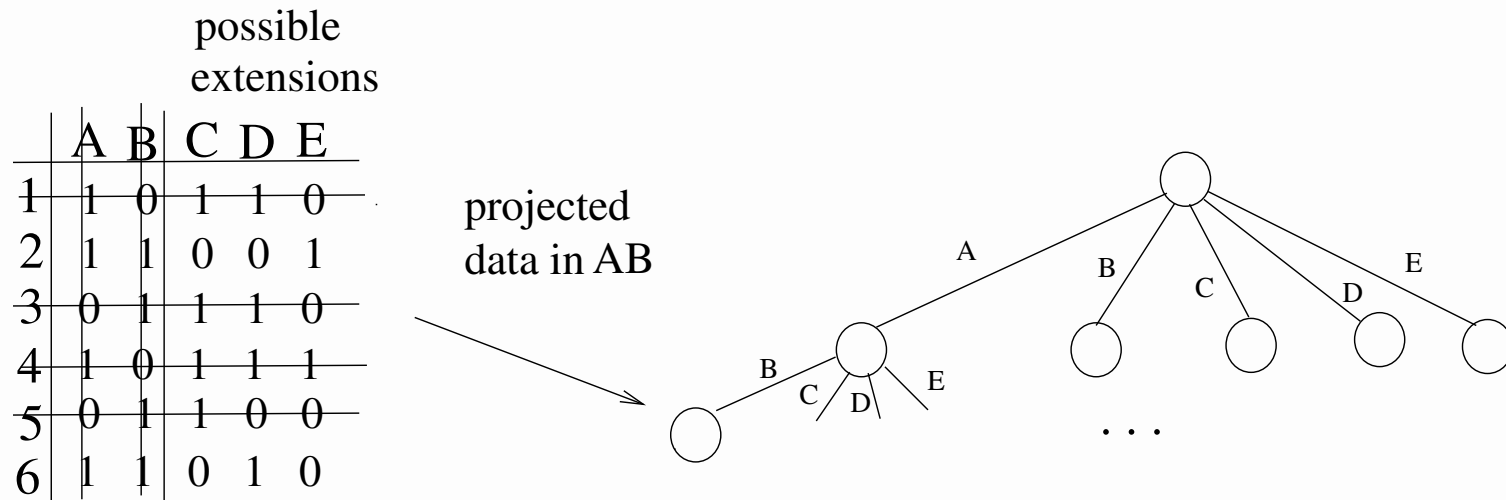 possible
extensions
A B C D E
1 1 0 1 1 0
2 1 1 0 0 1
3 0 1 1 1 0
4 1 0 1 1 1
5 0 1 1 0 0
6 1 1 0 1 0
projected
data in AB
A B C D E
B C D E
. . .